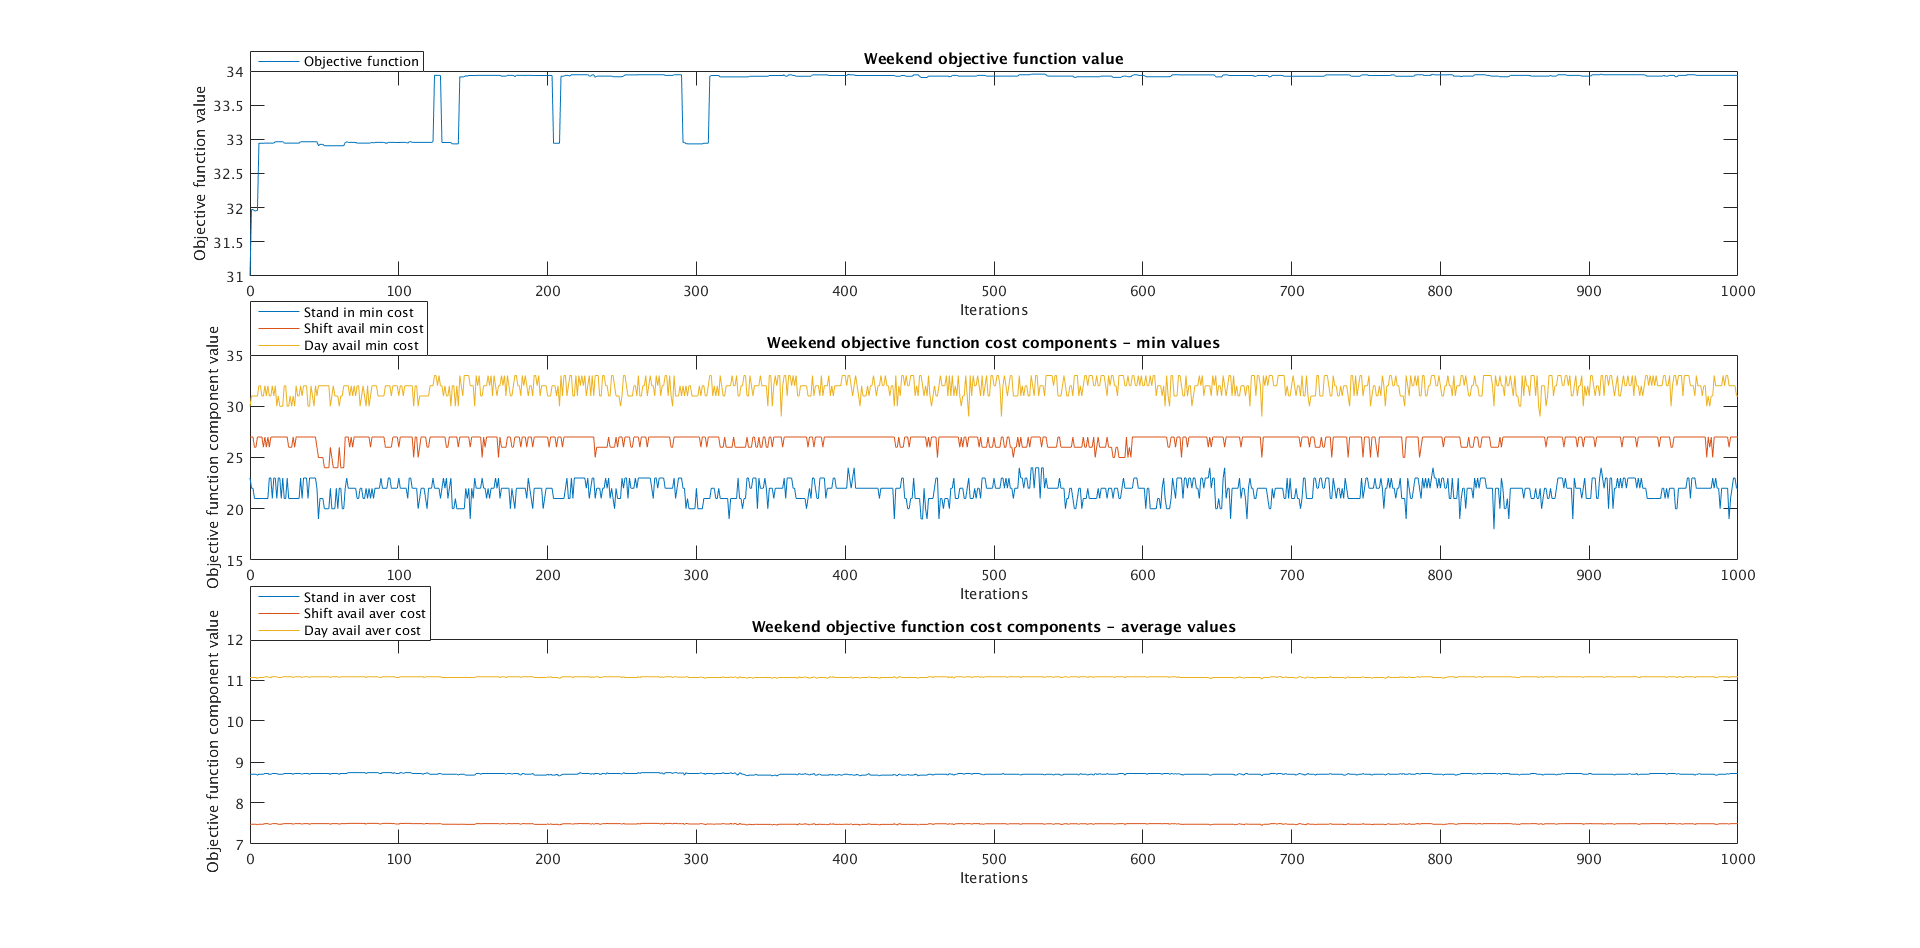 Objective function
Weekend objective function value
Objective function value
34
33.5
33
32.5
32
31.5
31
0 100 200 300 400 500 600 700 800 900 1000
Iterations
Stand in min cost
Shift avail min cost
Day avail min cost
Weekend objective function cost components - min values
Objective function component value
35
30
25
20
15
0 100 200 300 400 500 600 700 800 900 1000
Iterations
Stand in aver cost
Shift avail aver cost
Day avail aver cost
Weekend objective function cost components - average values
Objective function component value
12
11
10
9
8
7
0 100 200 300 400 500 600 700 800 900 1000
Iterations